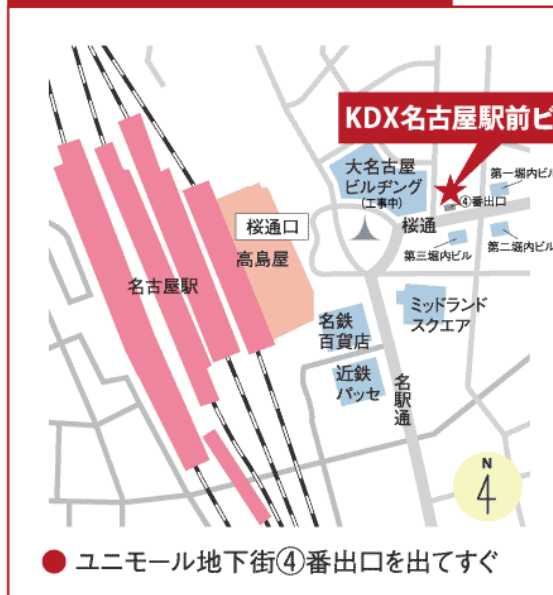 KDX名古屋駅前ビ
大名古屋
ビルヂング
(工事中)
第一堀内ビル
④番出口
桜通口
桜通
高島屋
第三堀内ビル
第二堀内ビル
名古屋駅
ミッドランド
スクエア
名鉄
百貨店
近鉄
パッセ
名駅通
N
● ユニモール地下街④番出口を出てすぐ